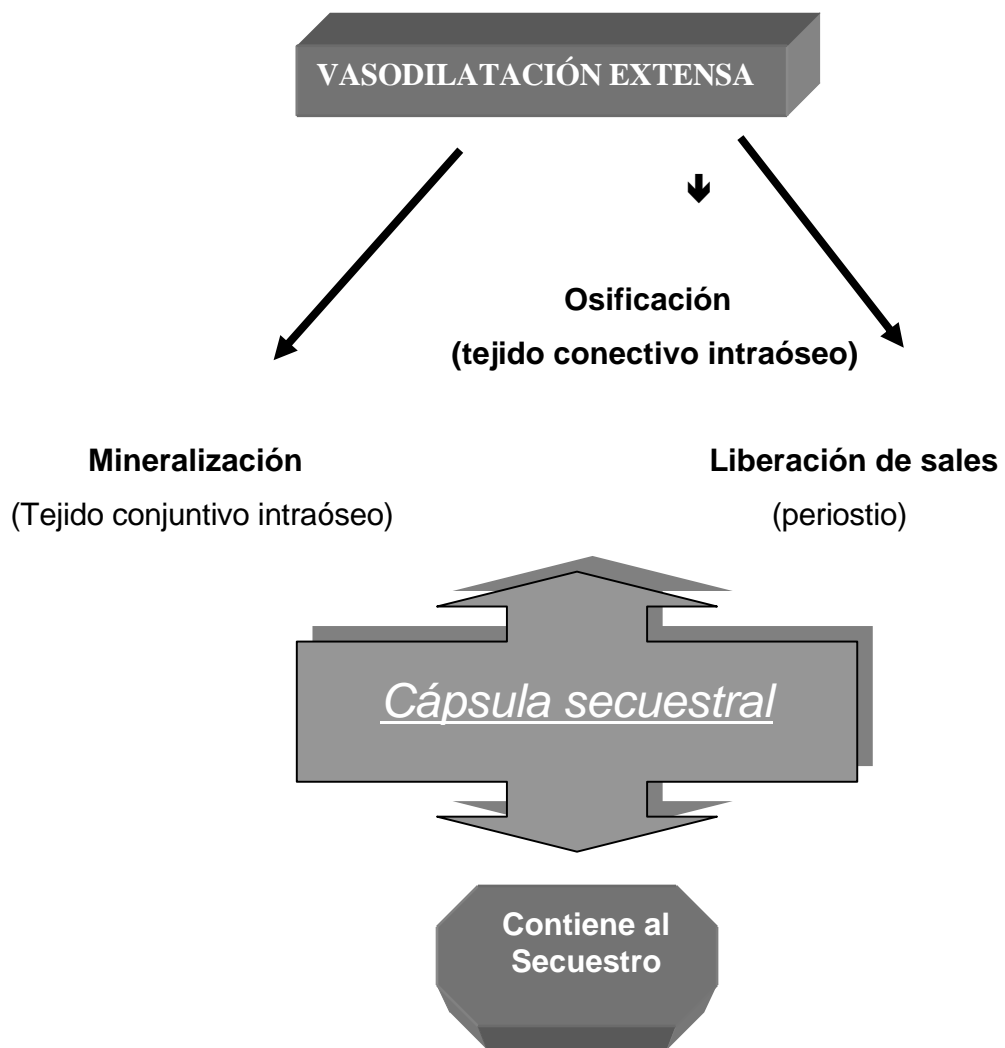 VASODILATACIÓN EXTENSA
Osificación
(tejido conectivo intraóseo)
Mineralización
(Tejido conjuntivo intraóseo)
Liberación de sales
(periostio)
Cápsula secuestral
Contiene al
Secuestro